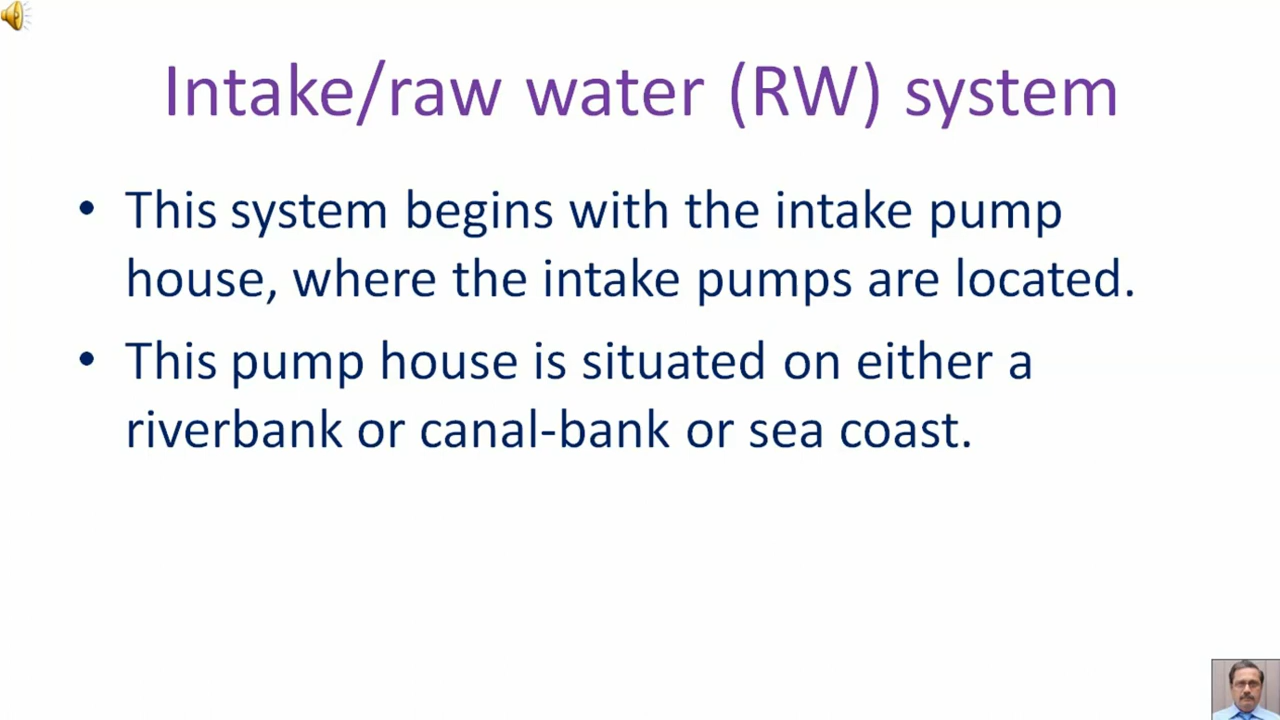 Intake/raw water (RW) system
• This system begins with the intake pump
house, where the intake pumps are located.
• This pump house is situated on either a
riverbank or canal-bank or sea coast.